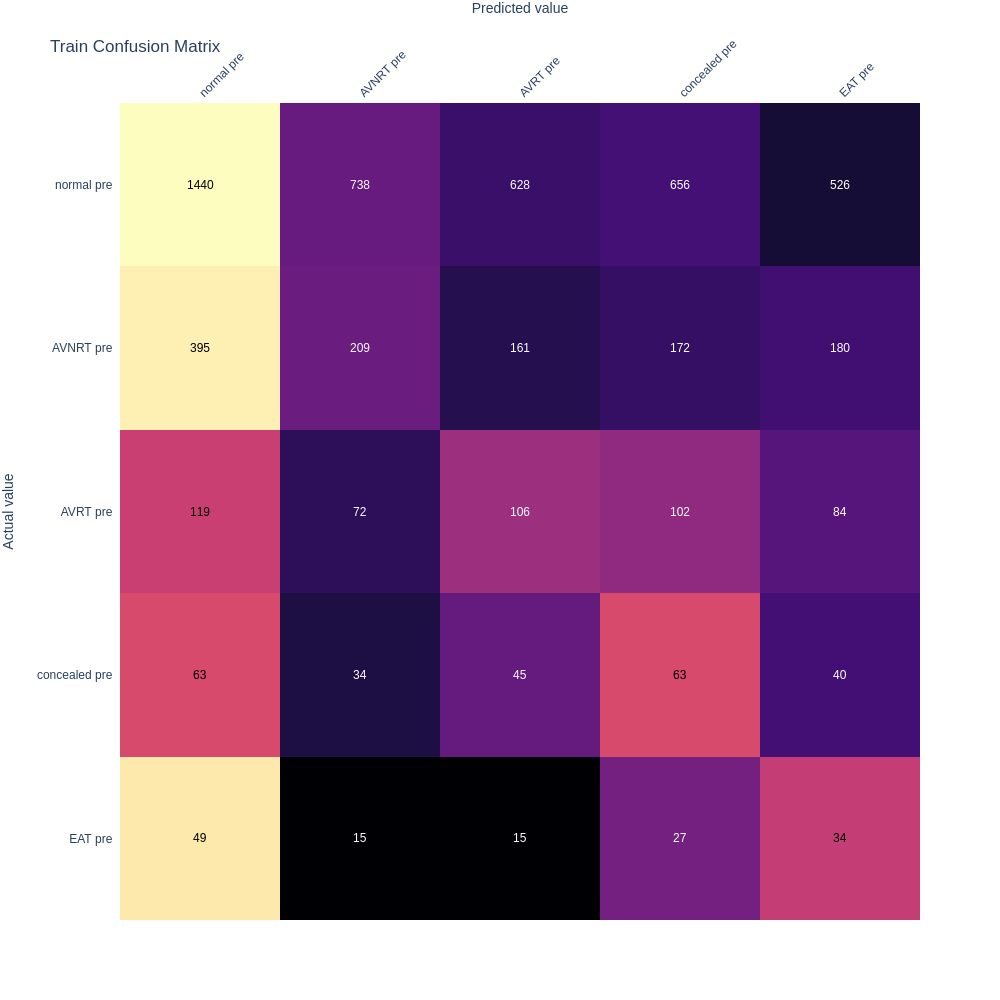 Predicted value
Train Confusion Matrix
normal pre AVNRT pre AVRT pre concealed pre EAT pre
normal pre 1440 738 628 656 526
AVNRT pre 395 209 161 172 180
Actual value
AVRT pre 119 72 106 102 84
concealed pre 63 34 45 63 40
EAT pre 49 15 15 27 34